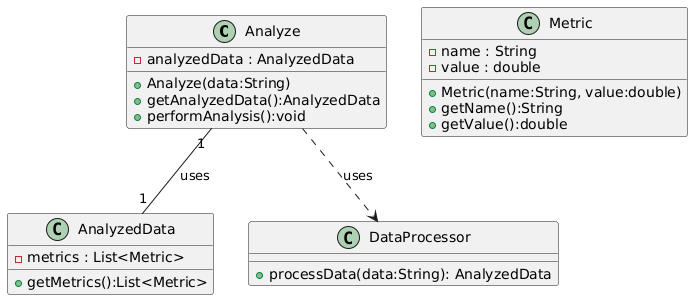 C Analyze
analyzedData : AnalyzedData
Analyze(data:String)
getAnalyzedData():AnalyzedData
performAnalysis():void
C Metric
name : String
value : double
Metric(name:String, value:double)
getName():String
getValue():double
1
uses
uses
1
C AnalyzedData
metrics : List<Metric>
getMetrics():List<Metric>
C DataProcessor
processData(data:String): AnalyzedData